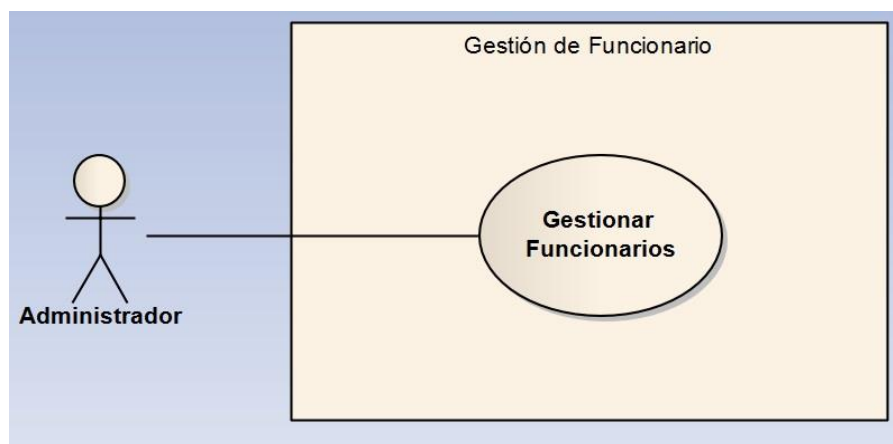 Gestión de Funcionario
Gestionar
Funcionarios
Administrador